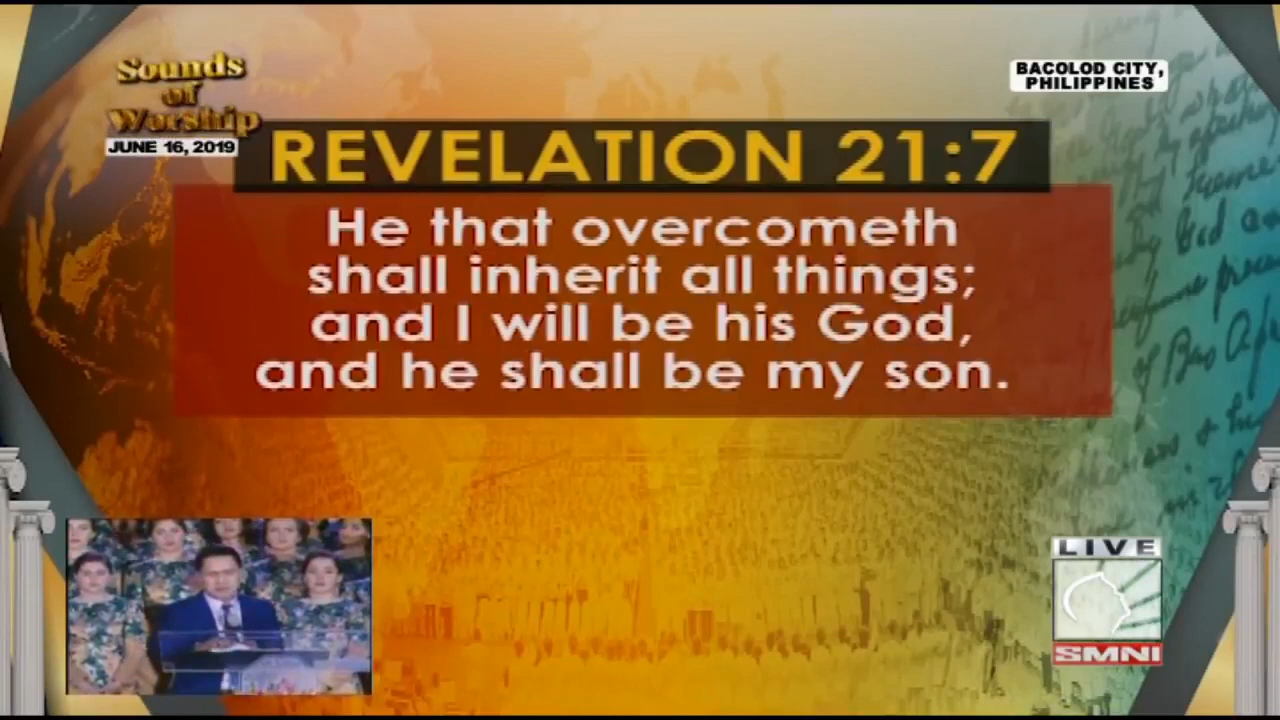 Sounds
of
Worship
JUNE 16, 2019
BACOLOD CITY,
PHILIPPINES
REVELATION 21:7
He that overcometh
shall inherit all things;
and I will be his God,
and he shall be my son.
LIVE
SMNI